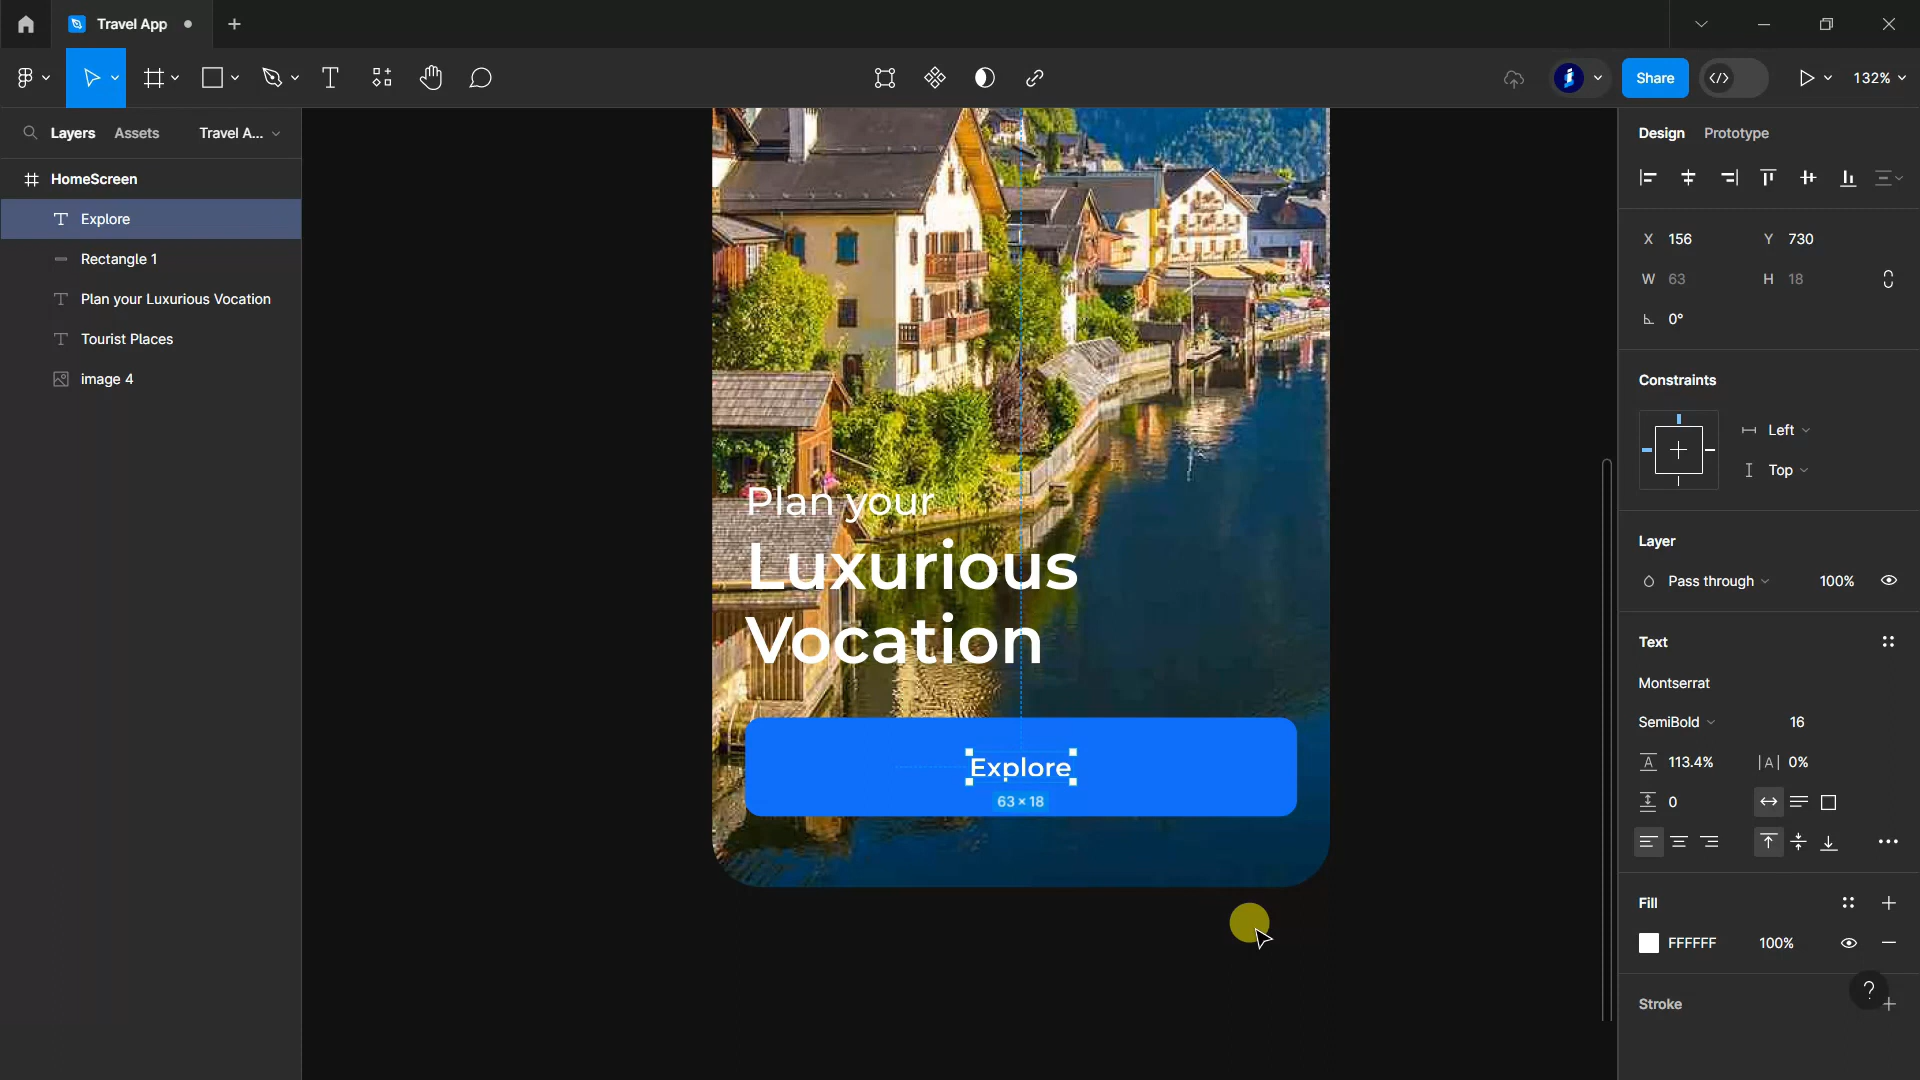 Travel App
132%
Share
Layers
Assets
Travel A...
HomeScreen
Explore
Rectangle 1
Plan your Luxurious Vocation
Tourist Places
image 4
Plan your
Luxurious
Vocation
Explore
63 × 18
Design
Prototype
X 156
Y 730
W 63
H 18
0°
Constraints
Left
Top
Layer
Pass through
100%
Text
Montserrat
SemiBold
16
113.4%
0%
0
Fill
FFFFFF
100%
Stroke
?